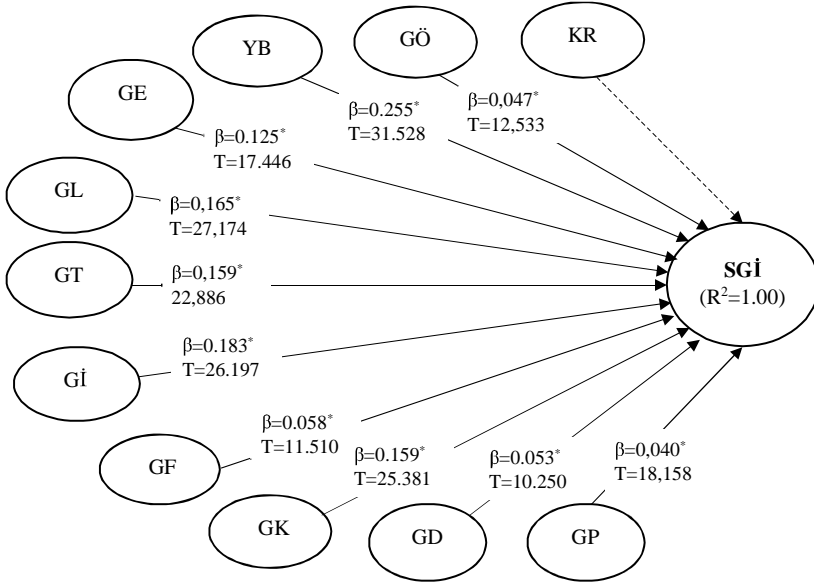 KR
GÖ
YB
β=0,047*
T=12,533
β=0.255*
T=31.528
GE
β=0.125*
T=17.446
GL
β=0,165*
T=27,174
GT
β=0,159*
22,886
SGİ
(R²=1.00)
Gİ
β=0.183*
T=26.197
GF
β=0.058*
T=11.510
GK
β=0.159*
T=25.381
GD
β=0.053*
T=10.250
GP
β=0,040*
T=18,158